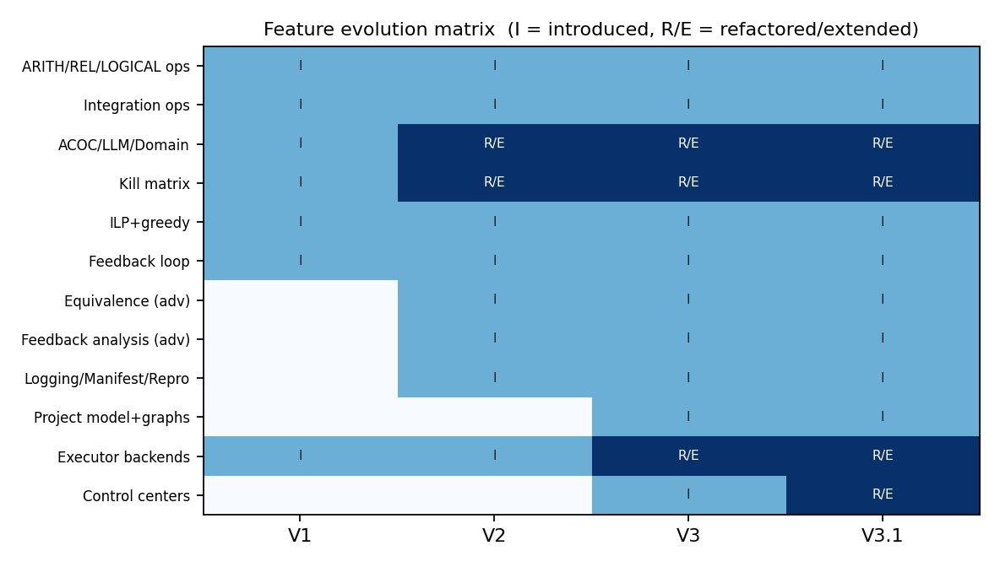 Feature evolution matrix  (I = introduced, R/E = refactored/extended)
ARITH/REL/LOGICAL ops I I I I
Integration ops I I I I
ACOC/LLM/Domain I R/E R/E R/E
Kill matrix I R/E R/E R/E
ILP+greedy I I I I
Feedback loop I I I I
Equivalence (adv) I I I
Feedback analysis (adv) I I I
Logging/Manifest/Repro I I I
Project model+graphs I I
Executor backends I I R/E R/E
Control centers I R/E
V1 V2 V3 V3.1